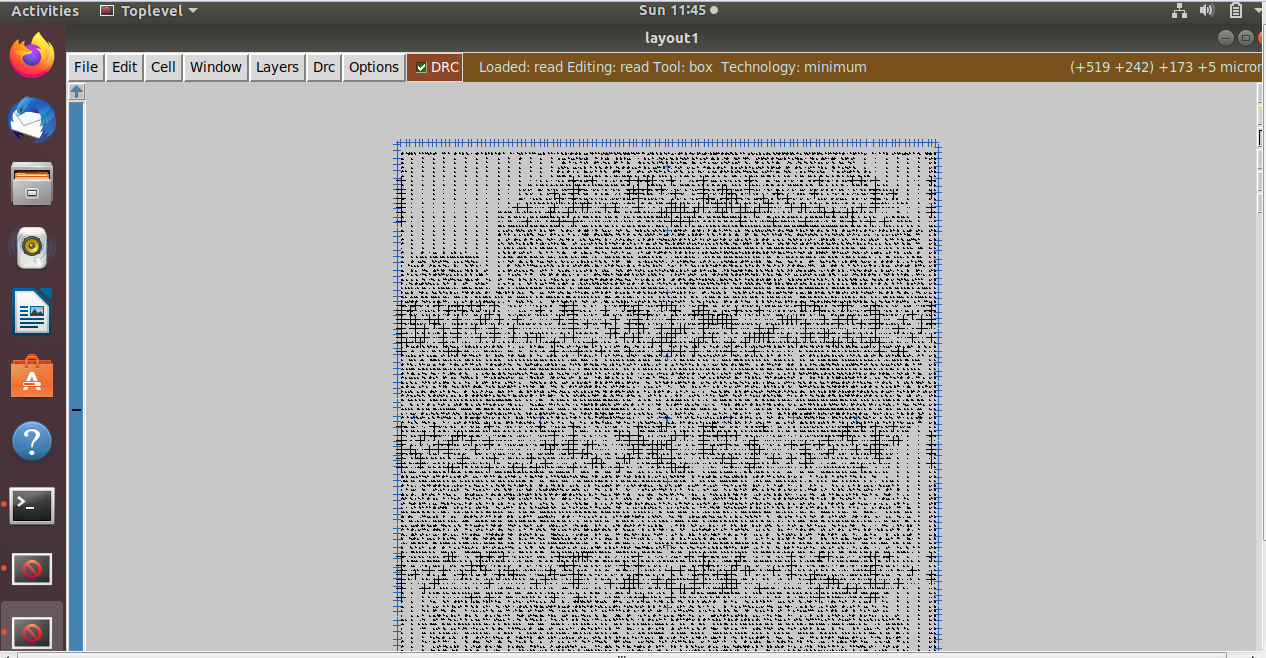 Activities Toplevel Sun 11:45
layout1
File Edit Cell Window Layers Drc Options DRC Loaded: read Editing: read Tool: box Technology: minimum (+519 +242) +173 +5 micror